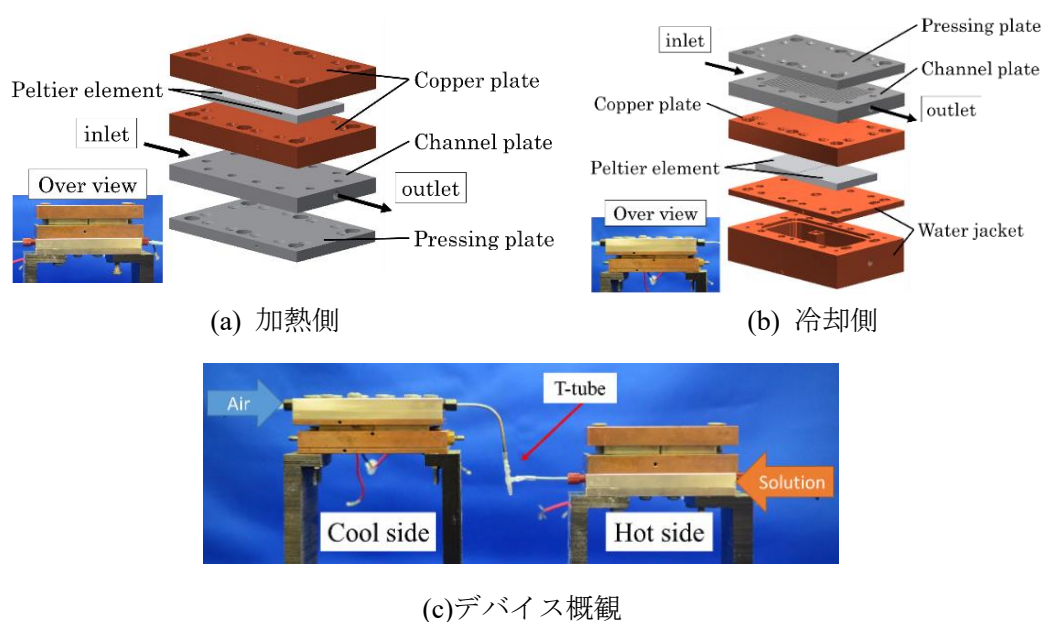 Peltier element
Copper plate
inlet
Channel plate
outlet
Over view
Pressing plate
(a) 加熱側
Pressing plate
inlet
Channel plate
Copper plate
outlet
Peltier element
Over view
Water jacket
(b) 冷却側
Air
T-tube
Solution
Cool side
Hot side
(c)デバイス概観